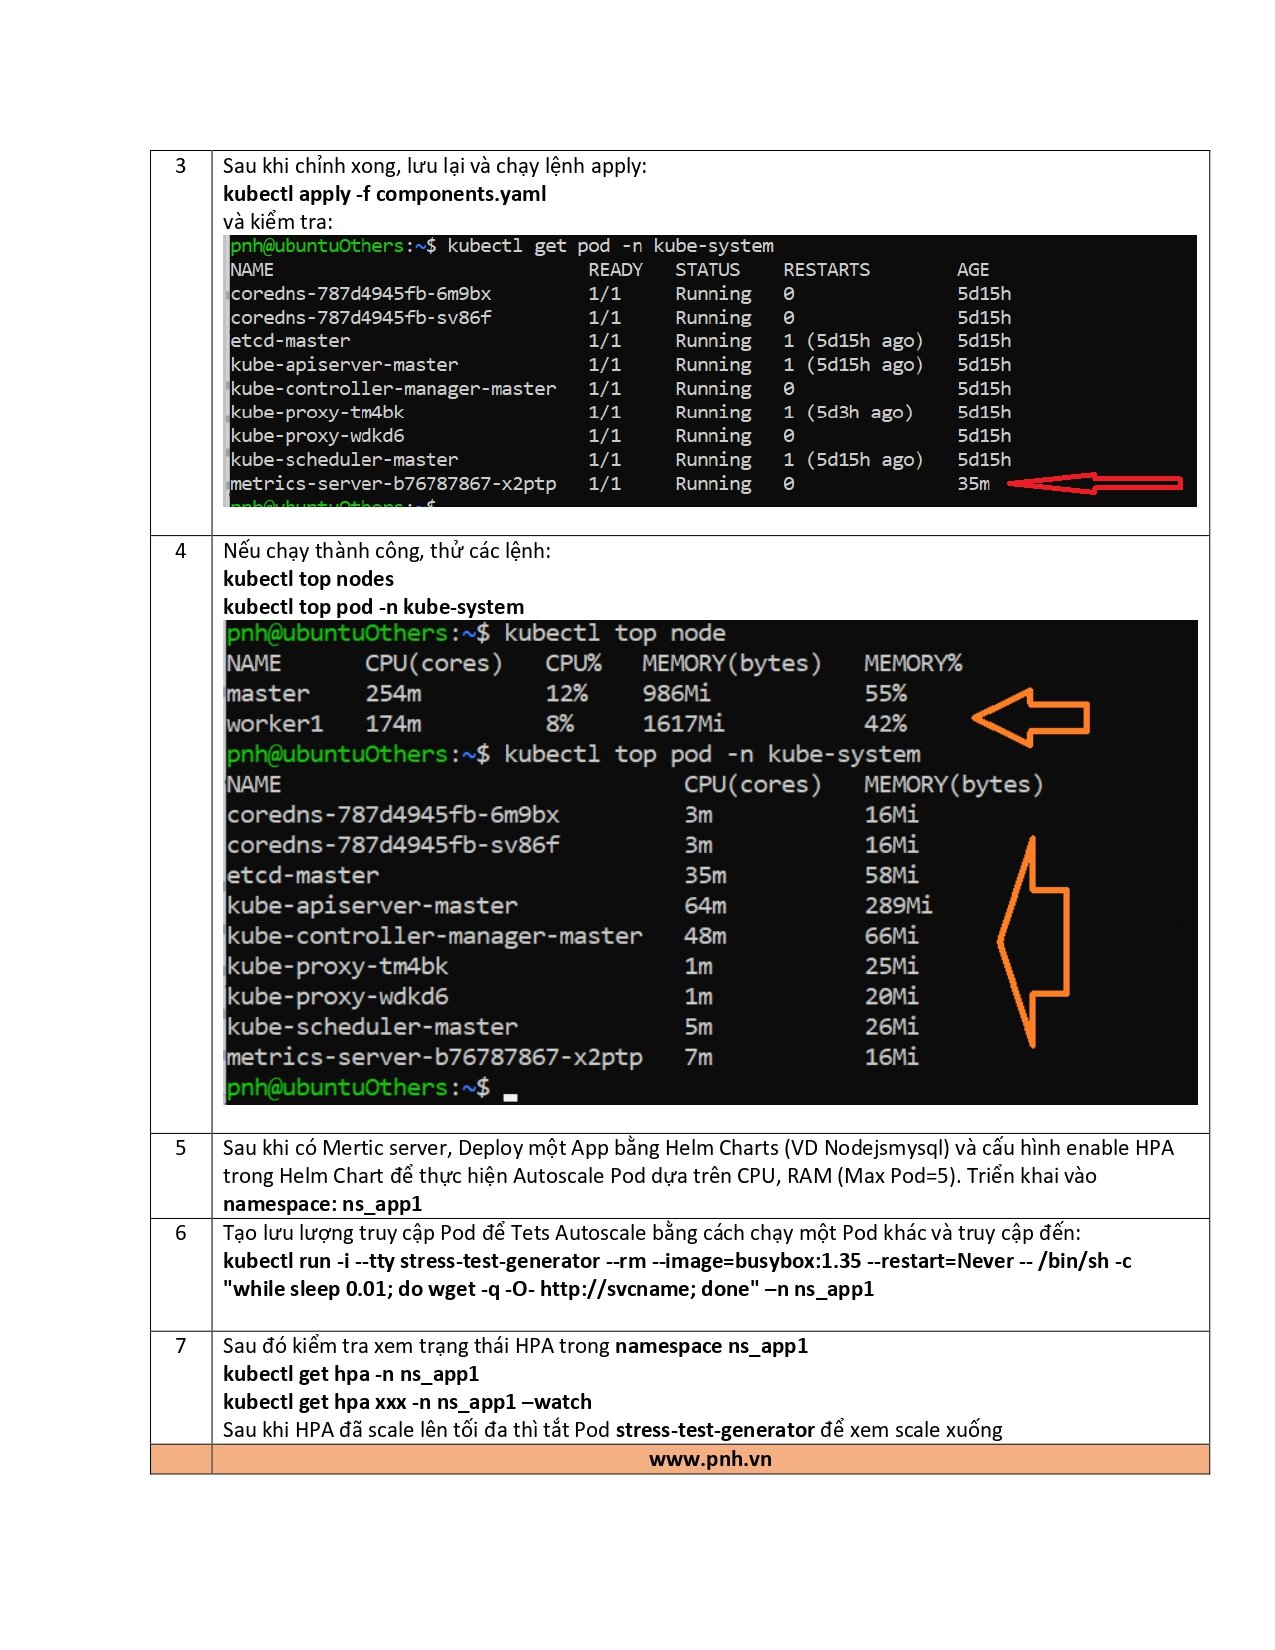 3
Sau khi chỉnh xong, lưu lại và chạy lệnh apply:
kubectl apply -f components.yaml
và kiểm tra:
pnh@ubuntuOthers:~$ kubectl get pod -n kube-system
NAME READY STATUS RESTARTS AGE
coredns-787d4945fb-6m9bx 1/1 Running 0 5d15h
coredns-787d4945fb-sv86f 1/1 Running 0 5d15h
etcd-master 1/1 Running 1 (5d15h ago) 5d15h
kube-apiserver-master 1/1 Running 1 (5d15h ago) 5d15h
kube-controller-manager-master 1/1 Running 0 5d15h
kube-proxy-tm4bk 1/1 Running 1 (5d3h ago) 5d15h
kube-proxy-wdkd6 1/1 Running 0 5d15h
kube-scheduler-master 1/1 Running 1 (5d15h ago) 5d15h
metrics-server-b76787867-x2ptp 1/1 Running 0 35m
pnh@ubuntuOthers:~$
4
Nếu chạy thành công, thử các lệnh:
kubectl top nodes
kubectl top pod -n kube-system
pnh@ubuntuOthers:~$ kubectl top node
NAME CPU(cores) CPU% MEMORY(bytes) MEMORY%
master 254m 12% 986Mi 55%
worker1 174m 8% 1617Mi 42%
pnh@ubuntuOthers:~$ kubectl top pod -n kube-system
NAME CPU(cores) MEMORY(bytes)
coredns-787d4945fb-6m9bx 3m 16Mi
coredns-787d4945fb-sv86f 3m 16Mi
etcd-master 35m 58Mi
kube-apiserver-master 64m 289Mi
kube-controller-manager-master 48m 66Mi
kube-proxy-tm4bk 1m 25Mi
kube-proxy-wdkd6 1m 20Mi
kube-scheduler-master 5m 26Mi
metrics-server-b76787867-x2ptp 7m 16Mi
pnh@ubuntuOthers:~$
5
Sau khi có Mertic server, Deploy một App bằng Helm Charts (VD Nodejsmysql) và cấu hình enable HPA
trong Helm Chart để thực hiện Autoscale Pod dựa trên CPU, RAM (Max Pod=5). Triển khai vào
namespace: ns_app1
6
Tạo lưu lượng truy cập Pod để Tets Autoscale bằng cách chạy một Pod khác và truy cập đến:
kubectl run -i --tty stress-test-generator --rm --image=busybox:1.35 --restart=Never -- /bin/sh -c
"while sleep 0.01; do wget -q -O- http://svcname; done" –n ns_app1
7
Sau đó kiểm tra xem trạng thái HPA trong namespace ns_app1
kubectl get hpa -n ns_app1
kubectl get hpa xxx -n ns_app1 –watch
Sau khi HPA đã scale lên tối đa thì tắt Pod stress-test-generator để xem scale xuống
www.pnh.vn